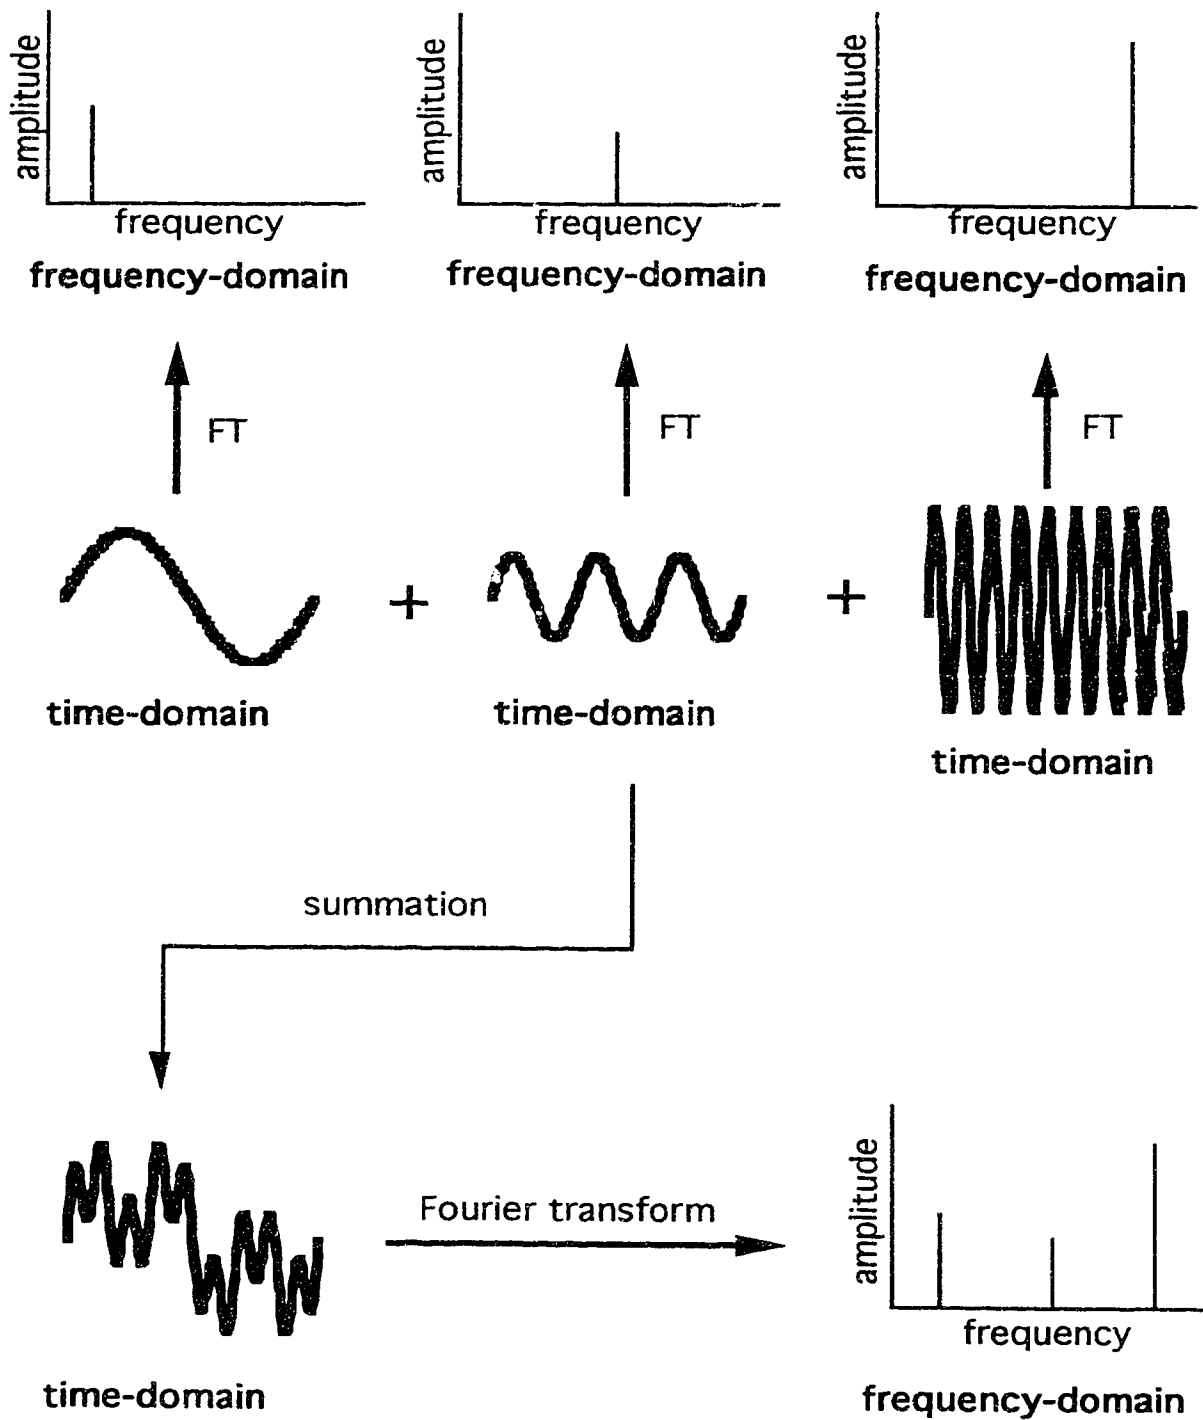 amplitude
frequency
frequency-domain
amplitude
frequency
frequency-domain
amplitude
frequency
frequency-domain
FT
FT
FT
+
+
time-domain
time-domain
time-domain
summation
Fourier transform
time-domain
amplitude
frequency
frequency-domain